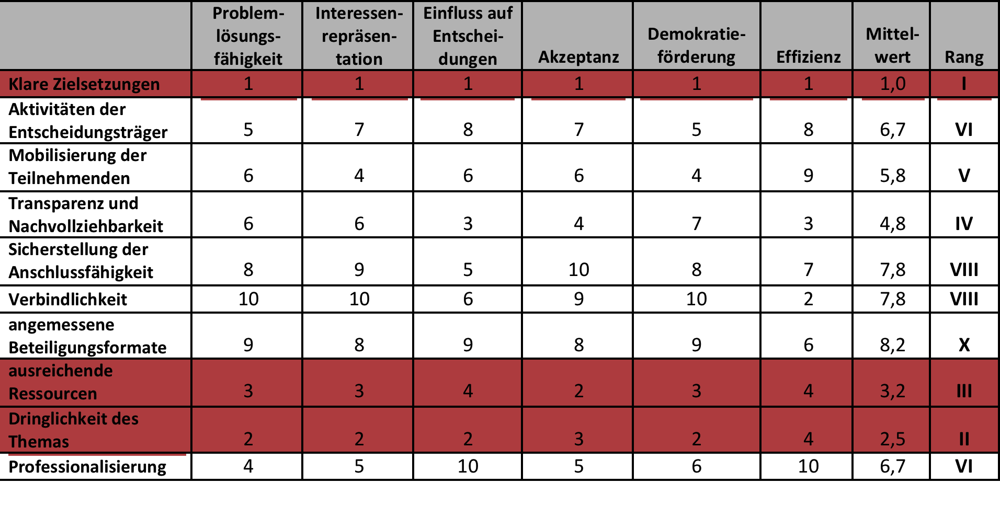 Problem-
lösungs-
fähigkeit
Interessen-
repräsen-
tation
Einfluss auf
Entschei-
dungen
Akzeptanz
Demokratie-
förderung
Effizienz
Mittel-
wert
Rang
Klare Zielsetzungen 1 1 1 1 1 1 1,0 I
Aktivitäten der
Entscheidungsträger 5 7 8 7 5 8 6,7 VI
Mobilisierung der
Teilnehmenden 6 4 6 6 4 9 5,8 V
Transparenz und
Nachvollziehbarkeit 6 6 3 4 7 3 4,8 IV
Sicherstellung der
Anschlussfähigkeit 8 9 5 10 8 7 7,8 VIII
Verbindlichkeit 10 10 6 9 10 2 7,8 VIII
angemessene
Beteiligungsformate 9 8 9 8 9 6 8,2 X
ausreichende
Ressourcen 3 3 4 2 3 4 3,2 III
Dringlichkeit des
Themas 2 2 2 3 2 4 2,5 II
Professionalisierung 4 5 10 5 6 10 6,7 VI